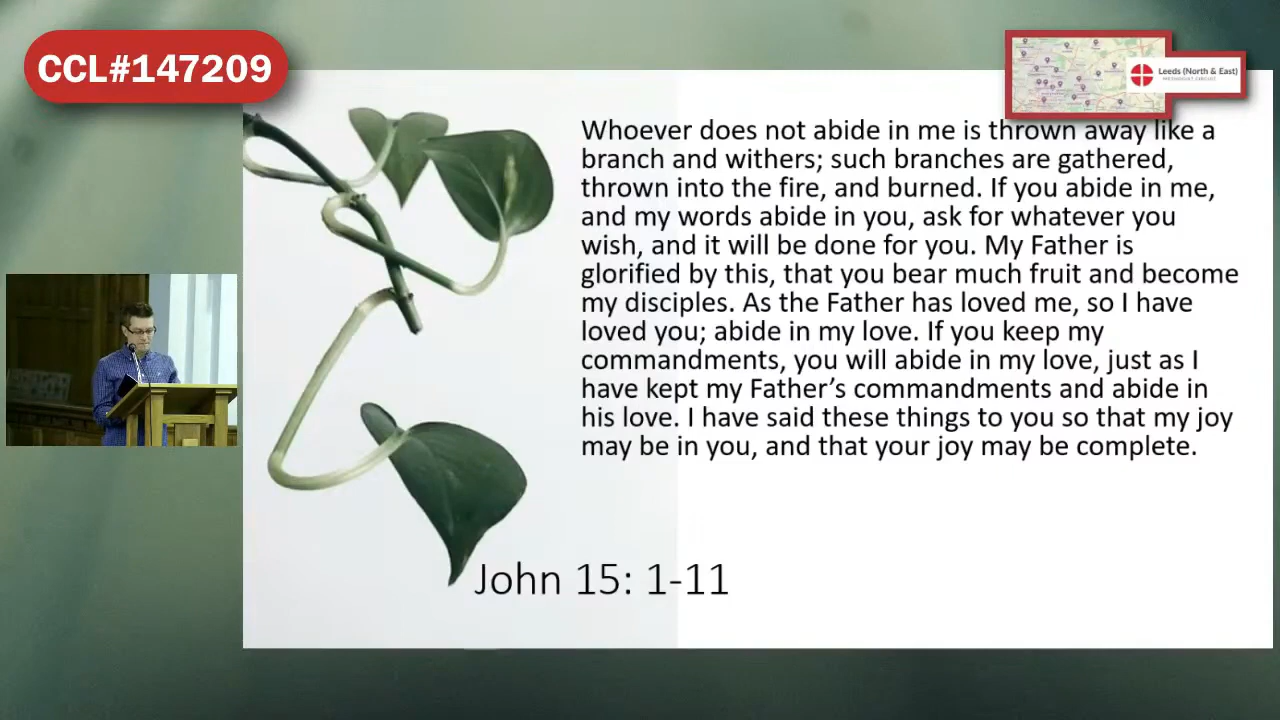 CCL#147209
Leeds (North & East)
METHODIST CIRCUIT
Whoever does not abide in me is thrown away like a
branch and withers; such branches are gathered,
thrown into the fire, and burned. If you abide in me,
and my words abide in you, ask for whatever you
wish, and it will be done for you. My Father is
glorified by this, that you bear much fruit and become
my disciples. As the Father has loved me, so I have
loved you; abide in my love. If you keep my
commandments, you will abide in my love, just as I
have kept my Father’s commandments and abide in
his love. I have said these things to you so that my joy
may be in you, and that your joy may be complete.
John 15: 1-11